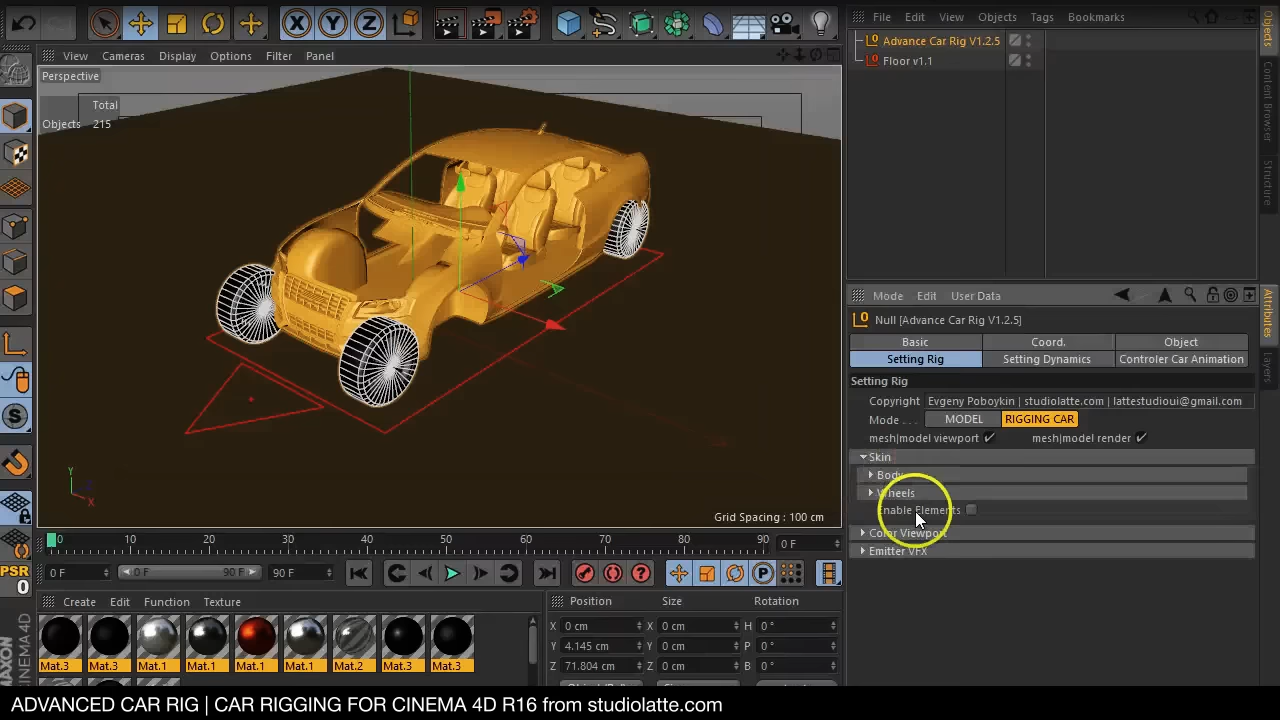 File Edit View Objects Tags Bookmarks
Advance Car Rig V1.2.5
Floor v1.1
Objects
Content Browser
Structure
View Cameras Display Options Filter Panel
Perspective
Total
Objects 215
Y
X
Grid Spacing : 100 cm
Mode Edit User Data
Null [Advance Car Rig V1.2.5]
Basic Coord. Object
Setting Rig Setting Dynamics Controler Car Animation
Setting Rig
Copyright Evgeny Poboykin | studiolatte.com | lattestudioui@gmail.com
Mode . . . . MODEL RIGGING CAR
mesh|model viewport mesh|model render
Skin
Body
Wheels
Enable Elements
Color Viewport
Emitter VFX
Attributes
Layers
0 10 20 30 40 50 60 70 80 90 0 F
0 F 0 F 90 F 90 F
PSR
0
Create Edit Function Texture
Mat.3 Mat.3 Mat.1 Mat.1 Mat.1 Mat.1 Mat.2 Mat.3 Mat.3
Position Size Rotation
X 0 cm X 0 cm H 0 °
Y 4.145 cm Y 0 cm P 0 °
Z 71.804 cm Z 0 cm B 0 °
MAXON
CINEMA 4D
ADVANCED CAR RIG | CAR RIGGING FOR CINEMA 4D R16 from studiolatte.com